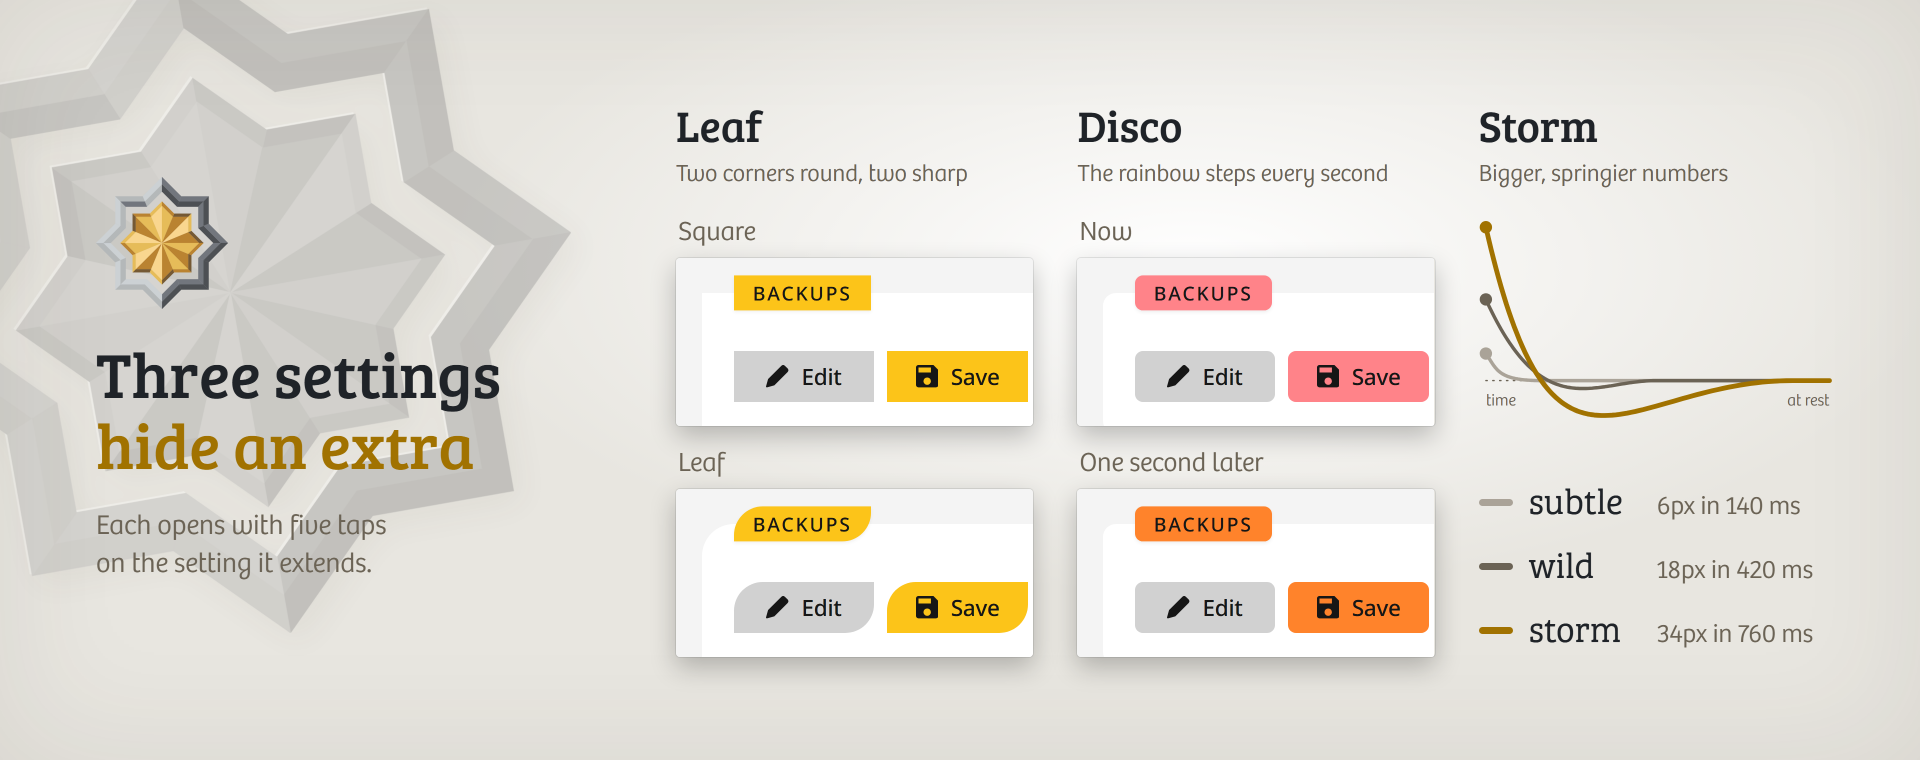 Three settings
hide an extra
Each opens with five taps
on the setting it extends.
Leaf
Two corners round, two sharp
Square
BACKUPS
Edit
Save
Leaf
BACKUPS
Edit
Save
Disco
The rainbow steps every second
Now
BACKUPS
Edit
Save
One second later
BACKUPS
Edit
Save
Storm
Bigger, springier numbers
time
at rest
subtle 6px in 140 ms
wild 18px in 420 ms
storm 34px in 760 ms